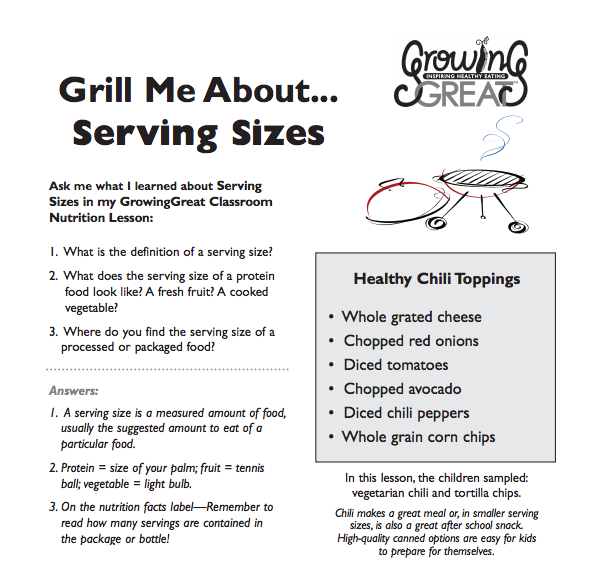 Growing
INSPIRING HEALTHY EATING
GREAT™
Grill Me About...
Serving Sizes
Ask me what I learned about Serving
Sizes in my GrowingGreat Classroom
Nutrition Lesson:
1. What is the definition of a serving size?
2. What does the serving size of a protein
food look like? A fresh fruit? A cooked
vegetable?
3. Where do you find the serving size of a
processed or packaged food?
Answers:
1. A serving size is a measured amount of food,
usually the suggested amount to eat of a
particular food.
2. Protein = size of your palm; fruit = tennis
ball; vegetable = light bulb.
3. On the nutrition facts label—Remember to
read how many servings are contained in
the package or bottle!
Healthy Chili Toppings
• Whole grated cheese
• Chopped red onions
• Diced tomatoes
• Chopped avocado
• Diced chili peppers
• Whole grain corn chips
In this lesson, the children sampled:
vegetarian chili and tortilla chips.
Chili makes a great meal or, in smaller serving
sizes, is also a great after school snack.
High-quality canned options are easy for kids
to prepare for themselves.